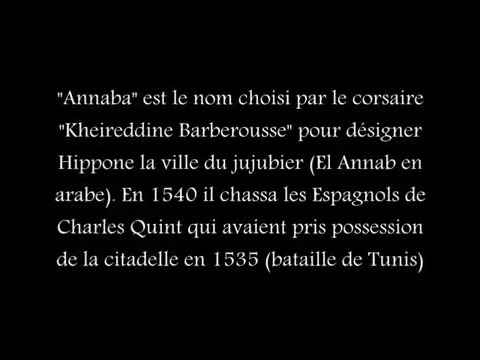 "Annaba" est le nom choisi par le corsaire
"Kheireddine Barberousse" pour désigner
Hippone la ville du jujubier (El Annab en
arabe). En 1540 il chassa les Espagnols de
Charles Quint qui avaient pris possession
de la citadelle en 1535 (bataille de Tunis)